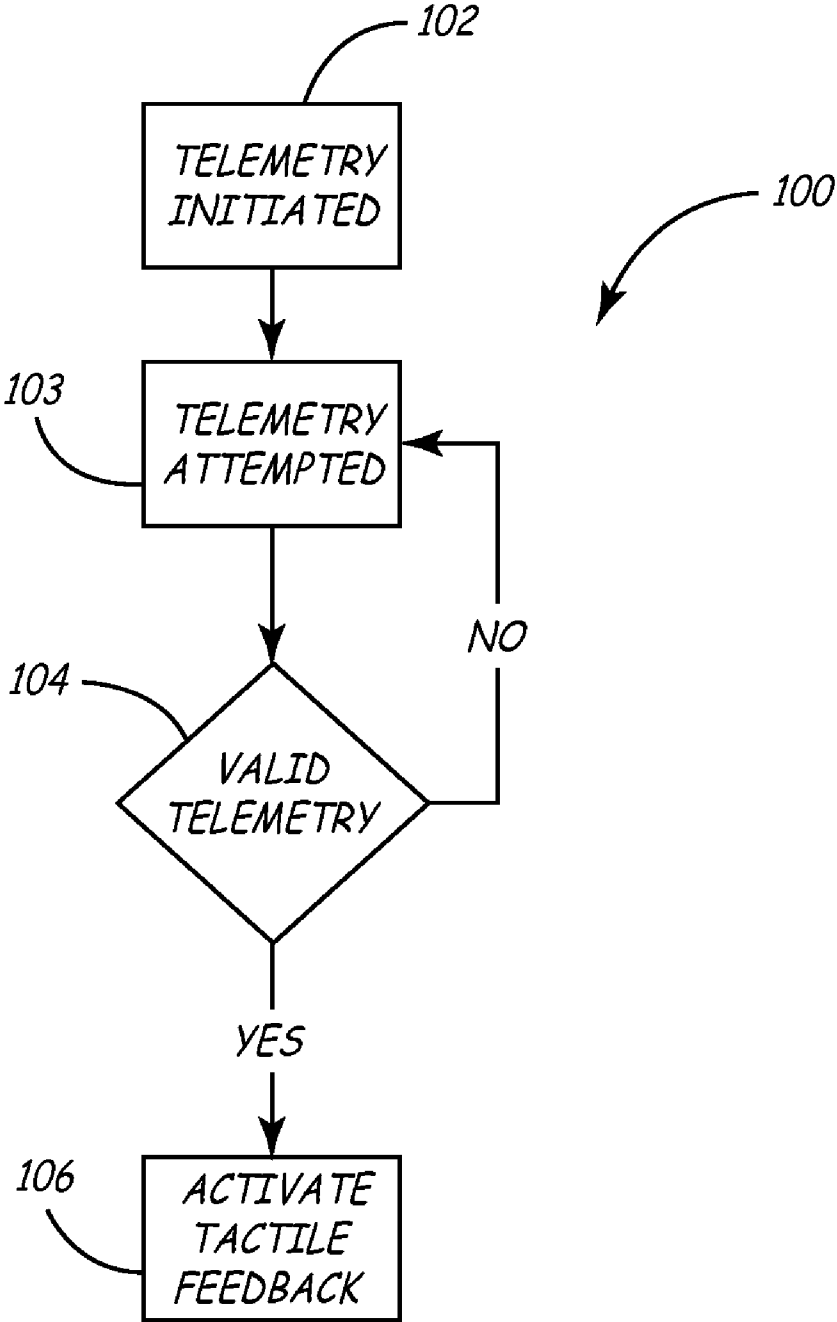 102
TELEMETRY
INITIATED
100
103
TELEMETRY
ATTEMPTED
NO
104
VALID
TELEMETRY
YES
106
ACTIVATE
TACTILE
FEEDBACK